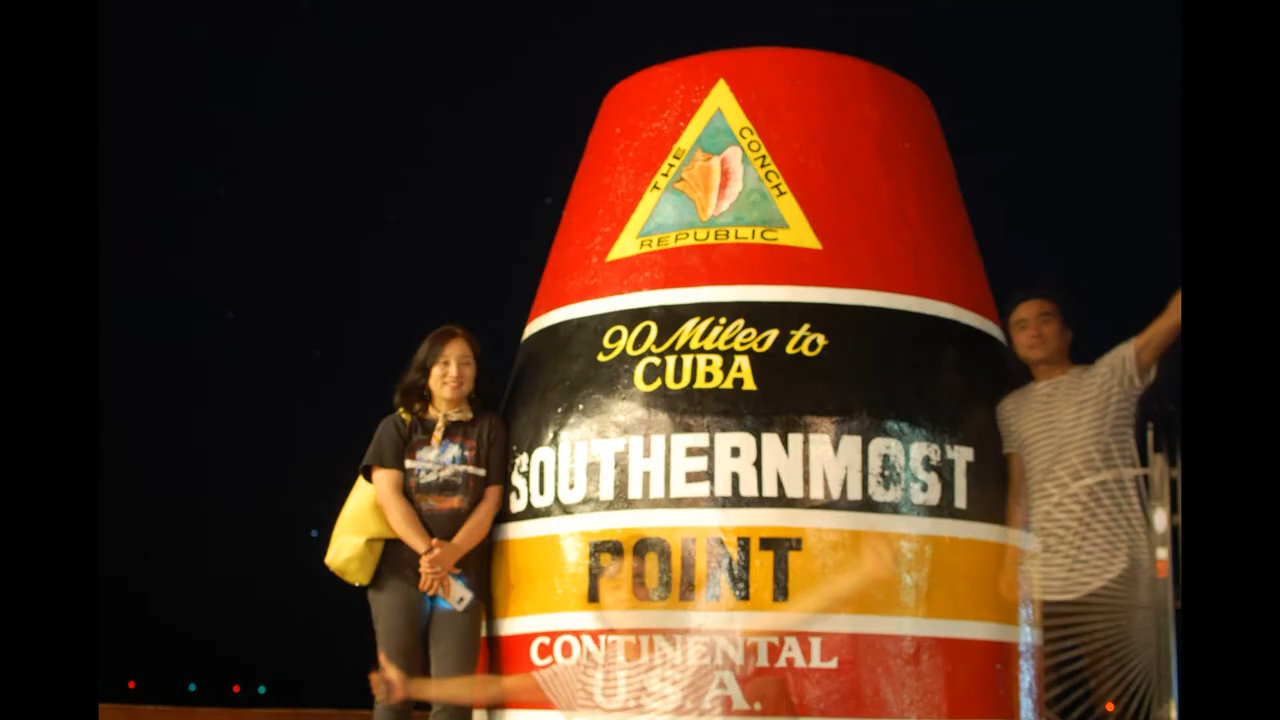 THE CONCH
REPUBLIC
90 Miles to
CUBA
SOUTHERNMOST
POINT
CONTINENTAL
U.S.A.